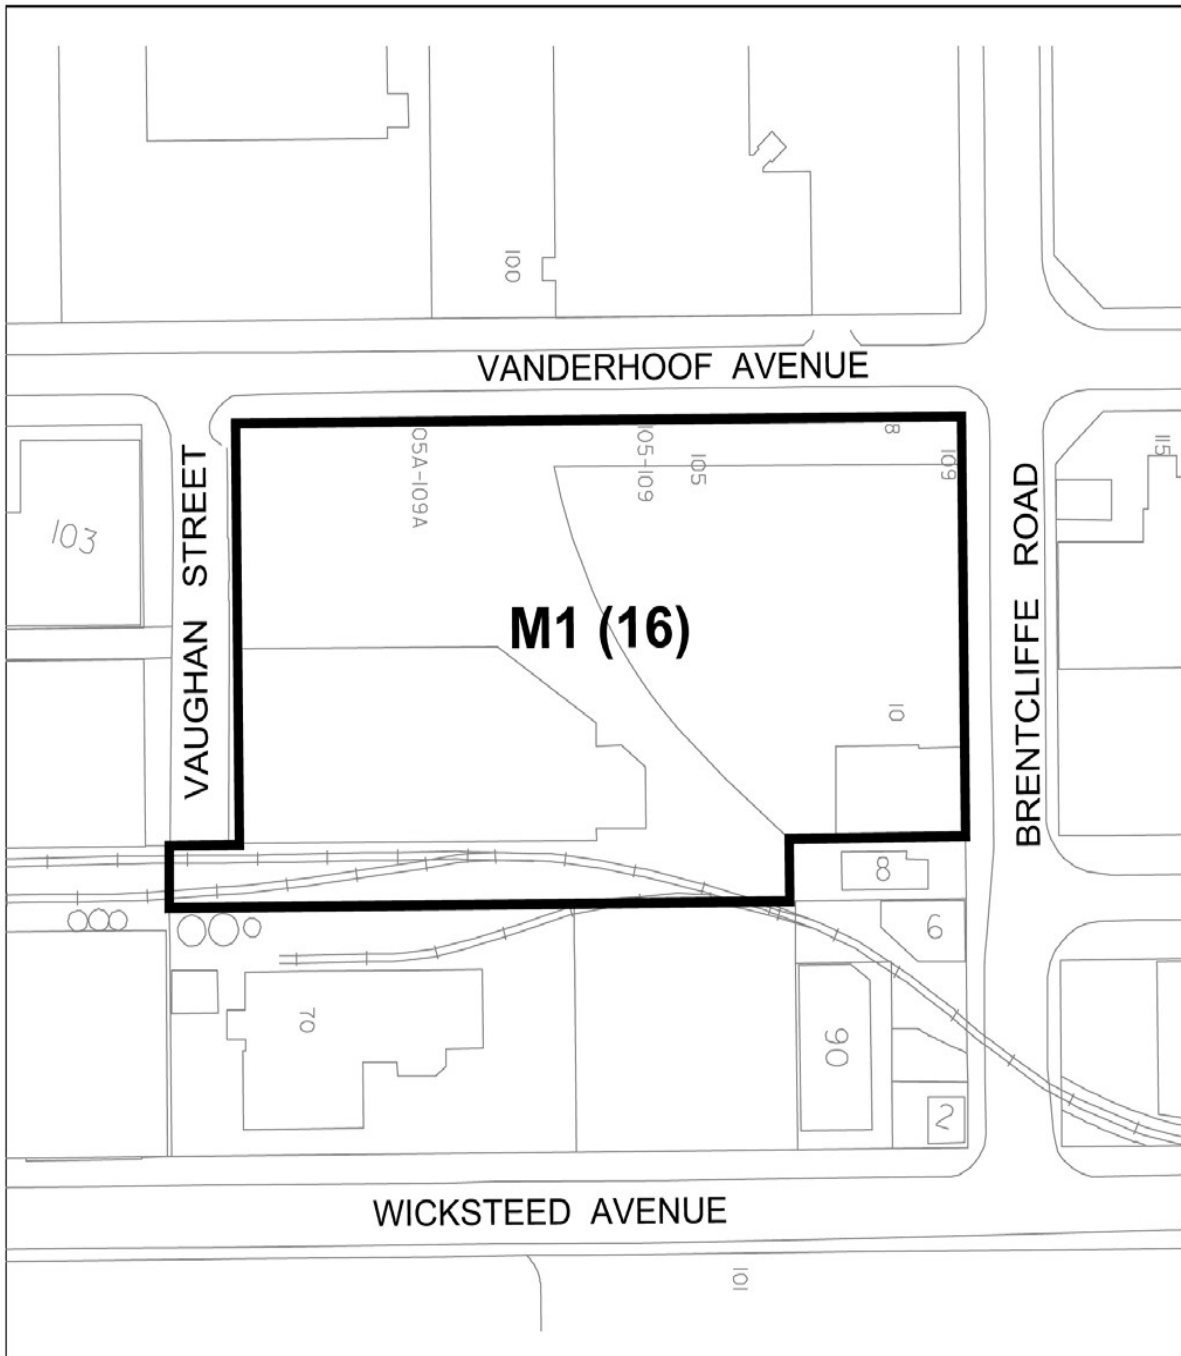 100
VANDERHOOF AVENUE
05A-109A
105-109
105
8
109
115
103
VAUGHAN STREET
BRENTCLIFFE ROAD
M1 (16)
10
8
6
70
90
2
WICKSTEED AVENUE
101